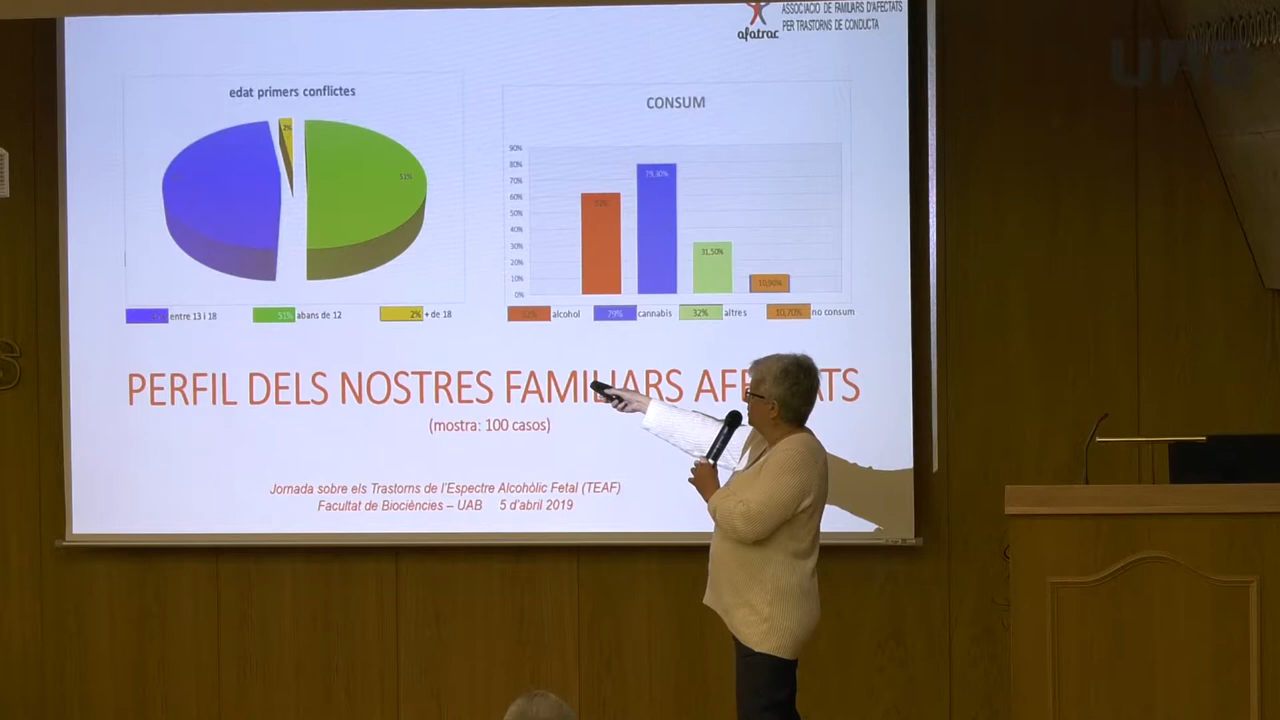 ASSOCIACIÓ DE FAMILIARS D'AFECTATS
PER TRASTORNS DE CONDUCTA
afatrac
UAB
edat primers conflictes
2%
51%
entre 13 i 18
51% abans de 12
2% + de 18
CONSUM
90%
80%
70%
60%
50%
40%
30%
20%
10%
0%
79,30%
31,50%
10,90%
alcohol
79% cannabis
32% altres
10,70% no consum
PERFIL DELS NOSTRES FAMILIARS AFE ATS
(mostra: 100 casos)
Jornada sobre els Trastorns de l'Espectre Alcohòlic Fetal (TEAF)
Facultat de Biociències – UAB 5 d'abril 2019